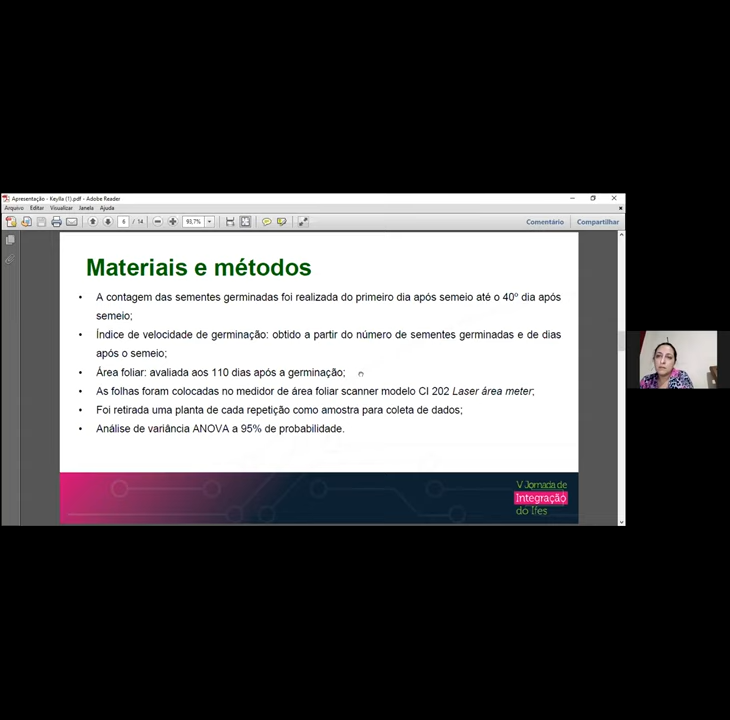 Apresentação - Keylla (1).pdf - Adobe Reader
Arquivo Editar Visualizar Janela Ajuda
6 / 14 93,7% Comentário Compartilhar
Materiais e métodos
• A contagem das sementes germinadas foi realizada do primeiro dia após semeio até o 40º dia após
semeio;
• Índice de velocidade de germinação: obtido a partir do número de sementes germinadas e de dias
após o semeio;
• Área foliar: avaliada aos 110 dias após a germinação;
• As folhas foram colocadas no medidor de área foliar scanner modelo CI 202 Laser área meter;
• Foi retirada uma planta de cada repetição como amostra para coleta de dados;
• Análise de variância ANOVA a 95% de probabilidade.
V Jornada de
Integração
do Ifes